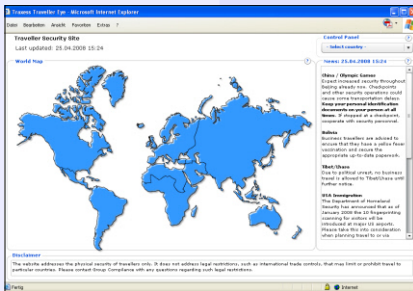 Traxess Traveller Eye - Microsoft Internet Explorer
Datei Bearbeiten Ansicht Favoriten Extras ?
Traveller Security Site
Last updated: 25.04.2008 15:24
World Map
Control Panel
- Select country -
News: 25.04.2008 15:24
China / Olympic Games
Expect increased security throughout
Beijing already now. Checkpoints
and other security operations could
cause some transportation delays.
Keep your personal identification
documents on your person at all
times. If stopped at a checkpoint,
cooperate with security personnel.
Bolivia
Business travellers are advised to
ensure that they have a yellow fever
vaccination and secure the
appropriate up-to-date paperwork.
Tibet/Lhasa
Due to political unrest, no business
travel is allowed to Tibet/Lhasa until
further notice.
USA Immigration
The Department of Homeland
Security has announced that as of
January 2008 the 10 fingerprinting
scanning for visitors will be
introduced at major US airports.
Please take this into consideration
when planning travel to or via
Disclaimer
The website addresses the physical security of travellers only. It does not address legal restrictions, such as international trade controls, that may limit or prohibit travel to
particular countries. Please contact Group Compliance with any questions regarding such legal restrictions.
Fertig
Internet